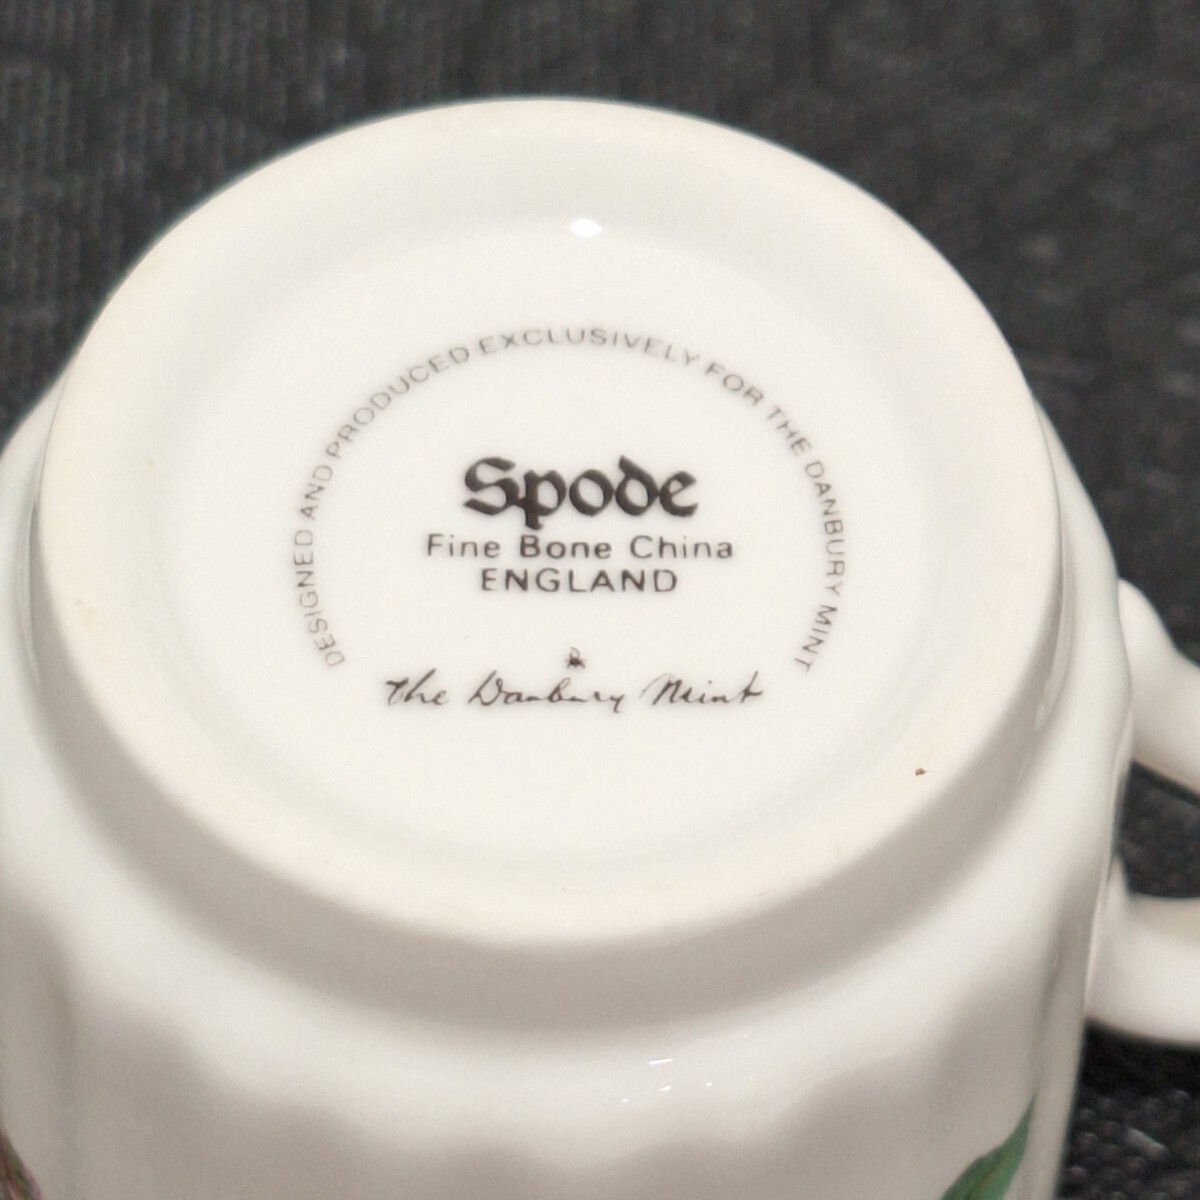 DESIGNED AND PRODUCED EXCLUSIVELY FOR THE DANBURY MINT
Spode
Fine Bone China
ENGLAND
The Danbury Mint